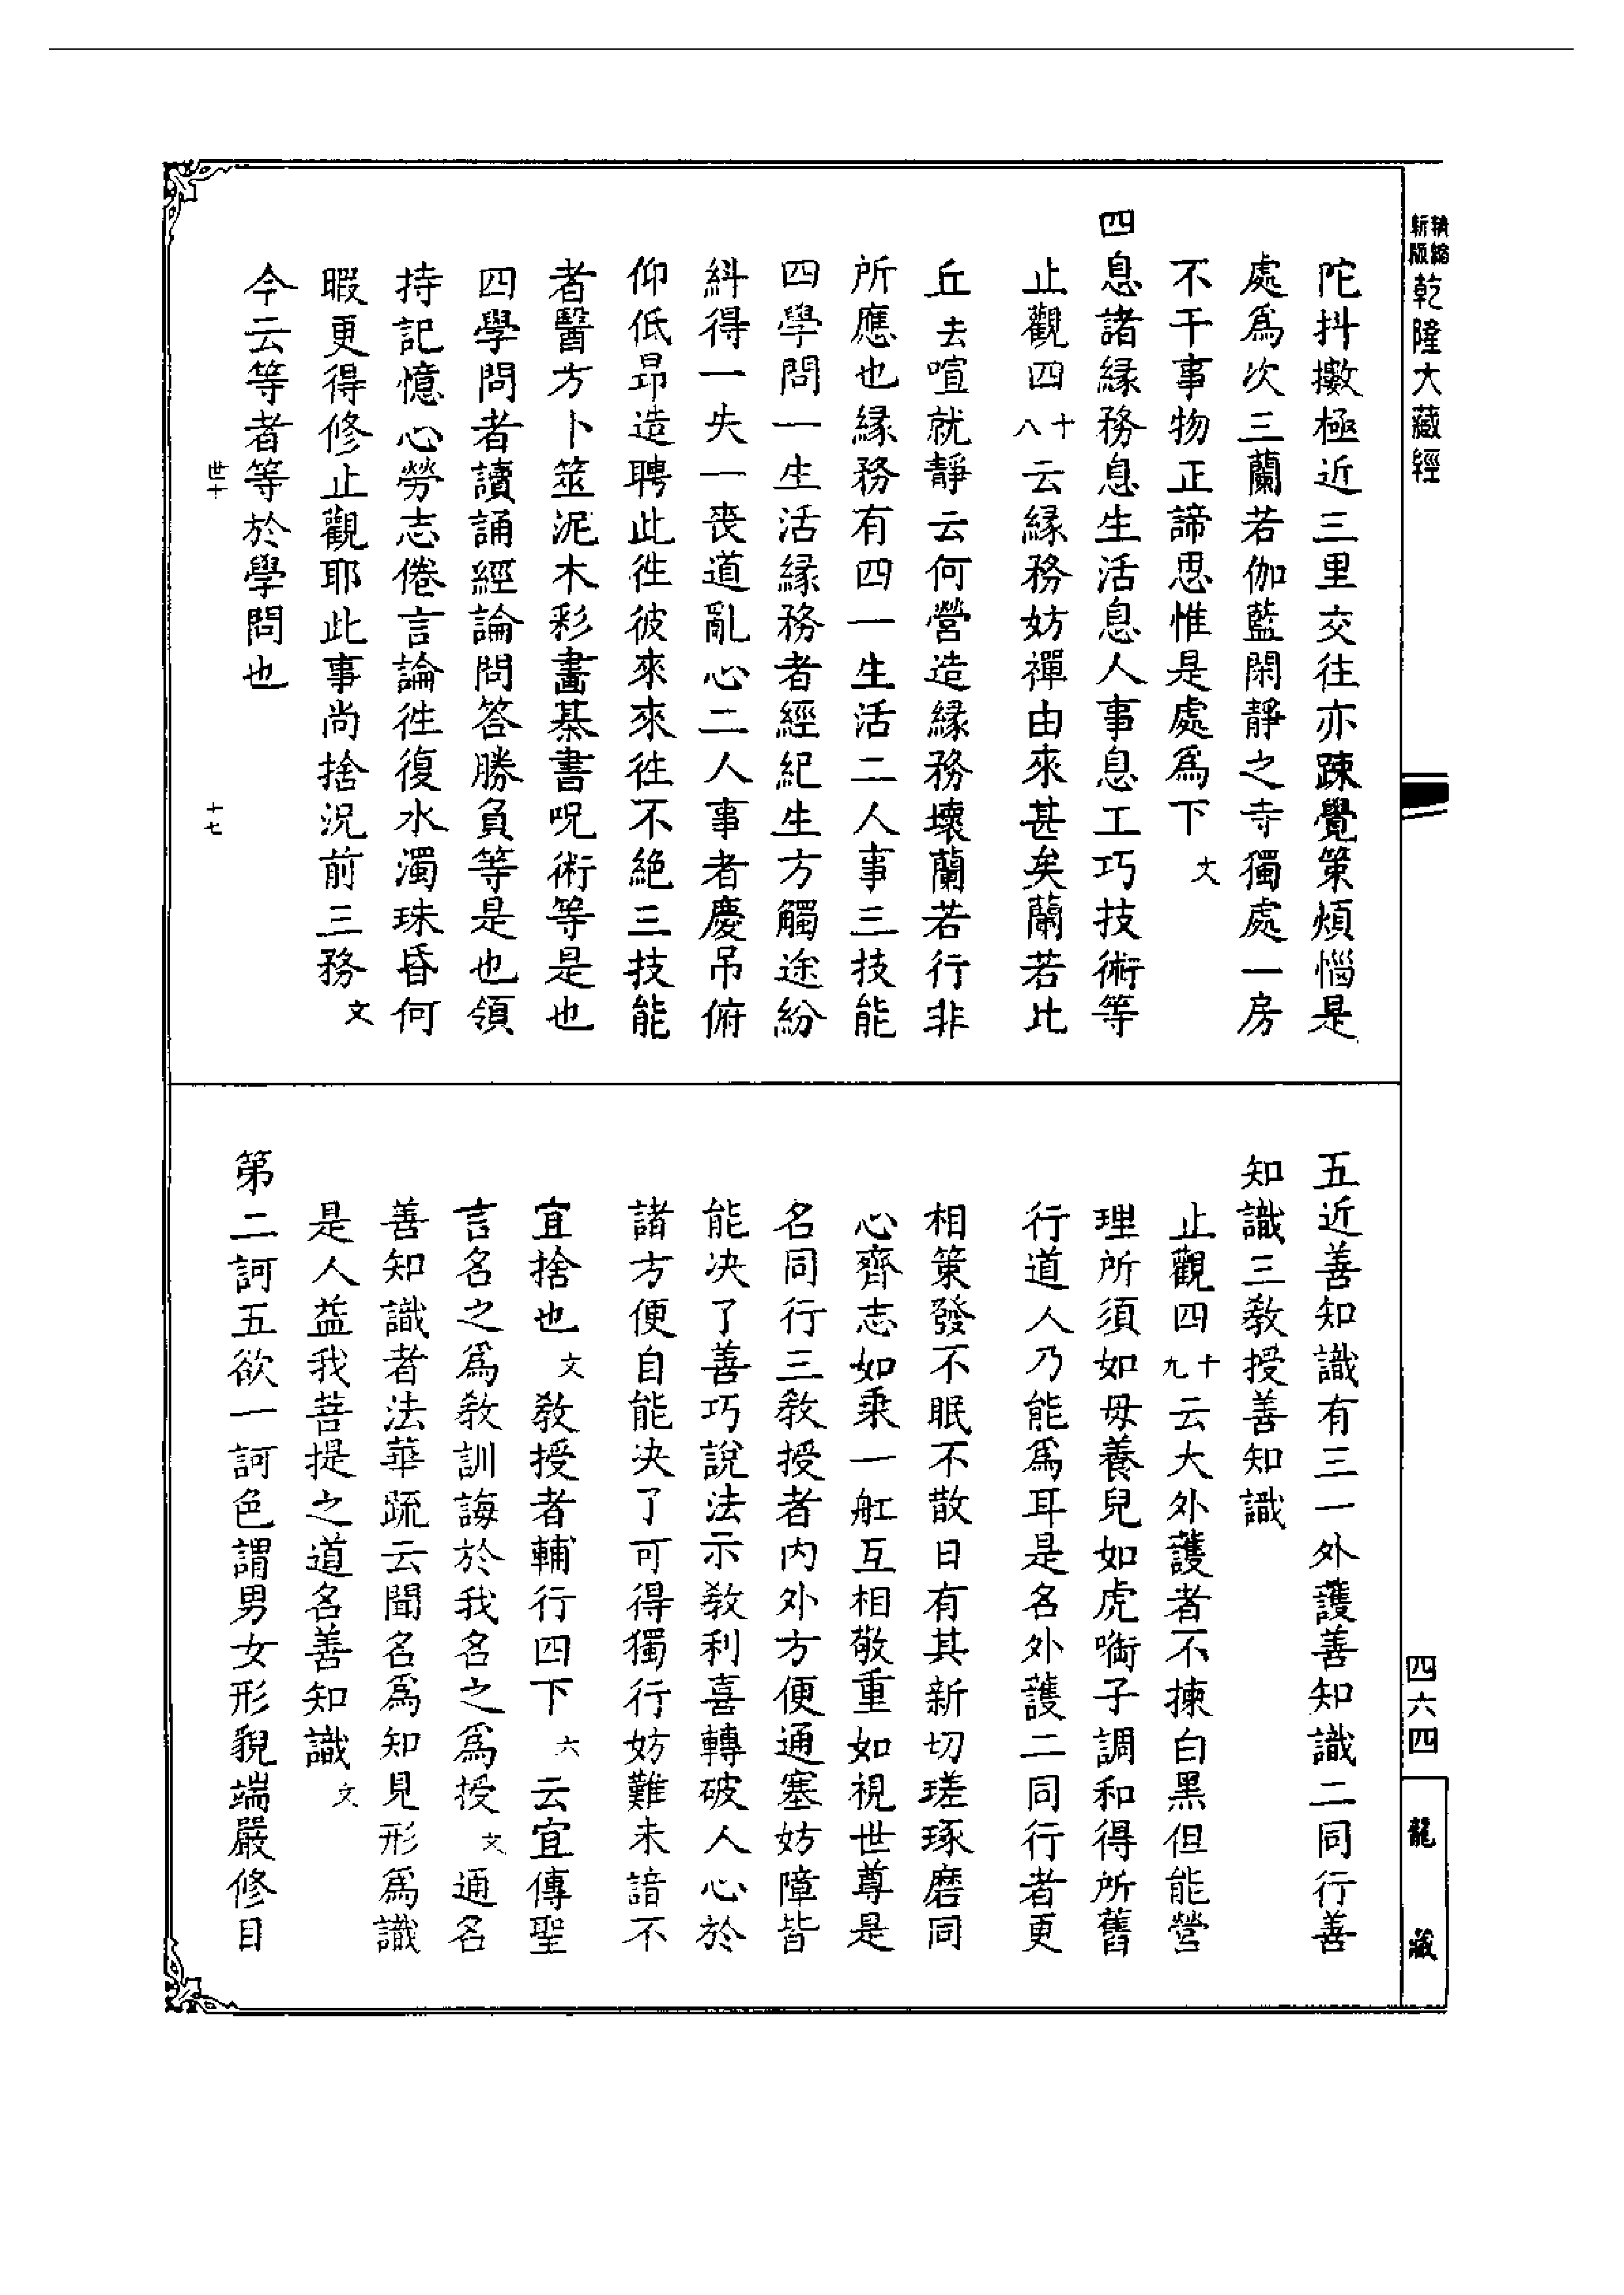 新版
精縮
乾隆大藏經
陀抖擻極近三里交往亦踈覺策煩惱是
處爲次三蘭若伽藍閑靜之寺獨處一房
不干事物正諦思惟是處爲下文
四息諸緣務息生活息人事息工巧技術等
止觀四十八云緣務妨禪由來甚矣蘭若比
丘去喧就靜云何營造緣務壞蘭若行非
所應也緣務有四一生活二人事三技能
四學問一生活緣務者經紀生方觸途紛
糾得一失一喪道亂心二人事者慶吊俯
仰低昂造聘此徃彼來來徃不絕三技能
者醫方卜筮泥木彩畫棊書呪術等是也
四學問者讀誦經論問答勝負等是也領
持記憶心勞志倦言論徃復水濁珠昏何
暇更得修止觀耶此事尚捨況前三務文
今云等者等於學問也
世十
十七
五近善知識有三一外護善知識二同行善
知識三教授善知識
止觀四十九云大外護者不揀白黑但能營
理所須如母養兒如虎啣子調和得所舊
行道人乃能爲耳是名外護二同行者更
相策發不眠不散日有其新切瑳琢磨同
心齊志如乘一舡互相敬重如視世尊是
名同行三教授者内外方便通塞妨障皆
能决了善巧說法示教利喜轉破人心於
諸方便自能决了可得獨行妨難未諳不
宜捨也文教授者輔行四下六云宜傳聖
言名之爲教訓誨於我名之爲授文通名
善知識者法華疏云聞名爲知見形爲識
是人益我菩提之道名善知識文
第二訶五欲一訶色謂男女形貌端嚴修目
四六四
龍藏